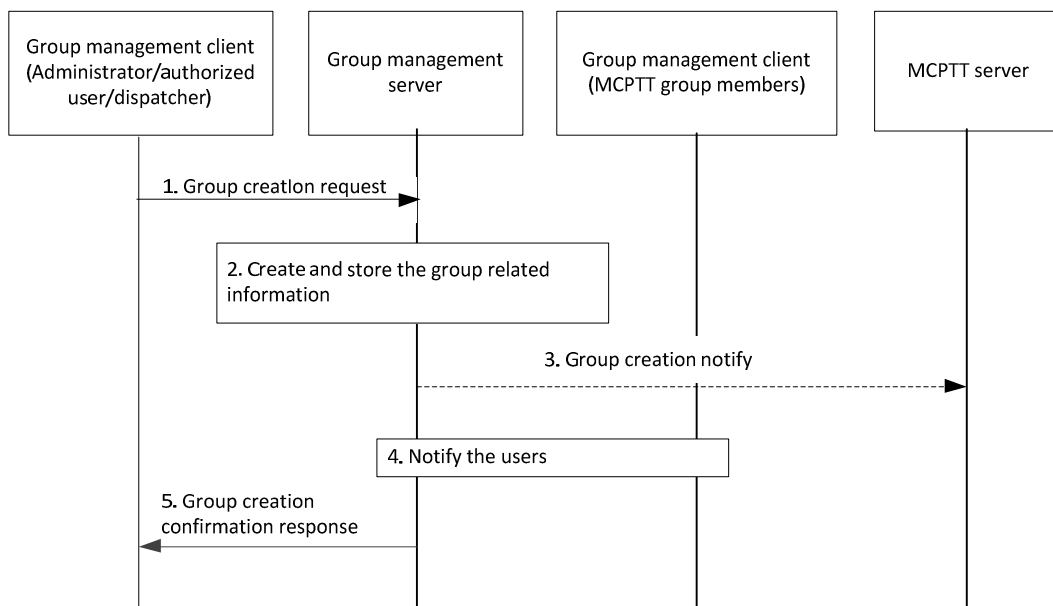 Group management client
(Administrator/authorized
user/dispatcher)
Group management
server
Group management client
(MCPTT group members)
MCPTT server
1. Group creation request
2. Create and store the group related
information
3. Group creation notify
4. Notify the users
5. Group creation
confirmation response